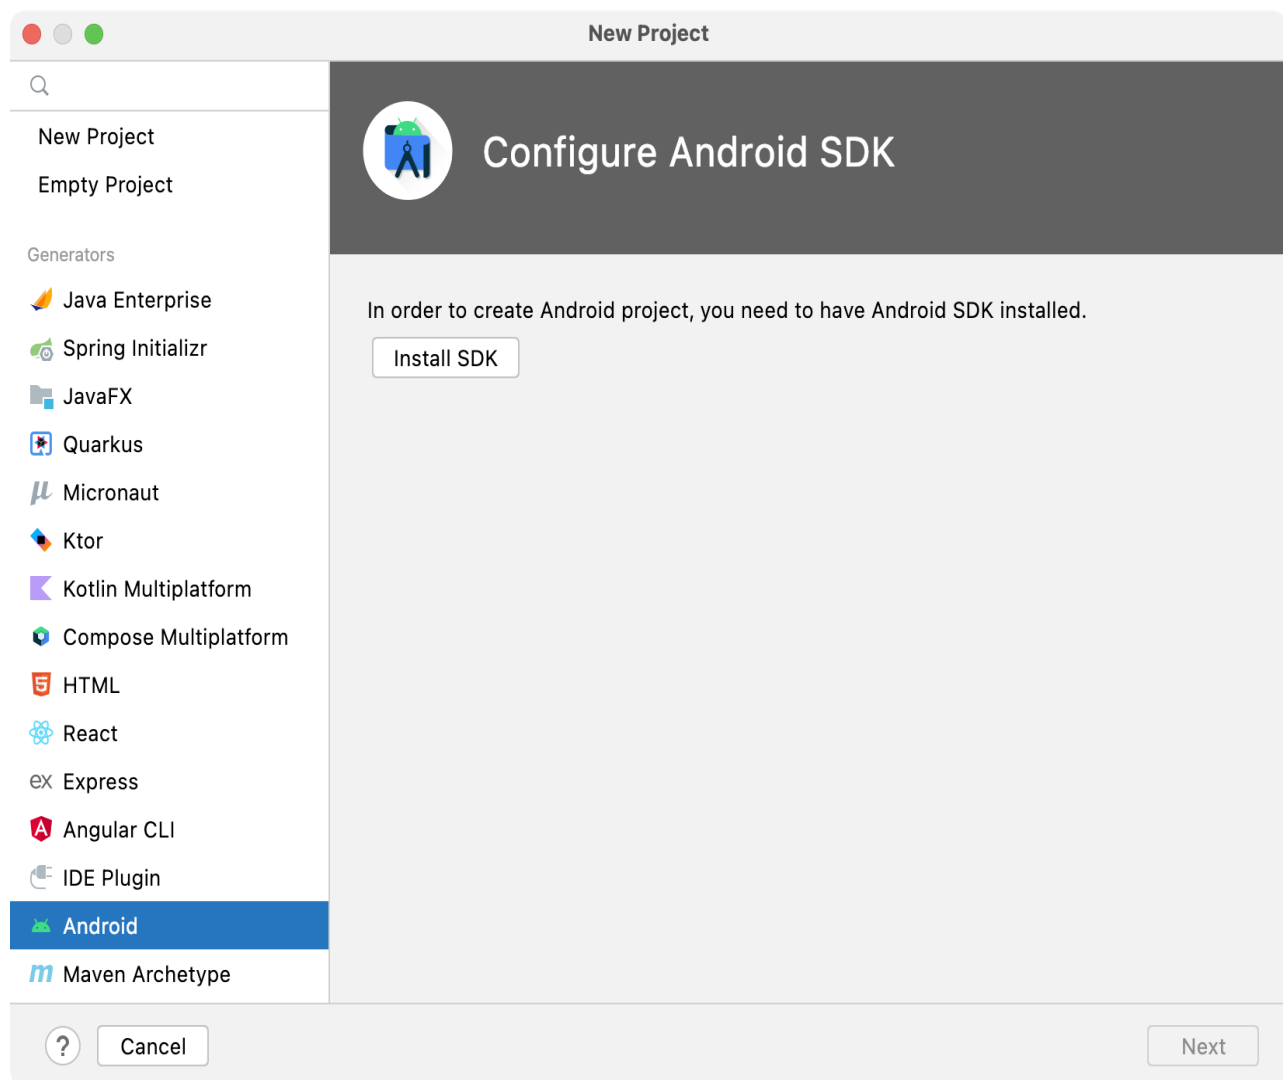 New Project
New Project
Empty Project
Generators
Java Enterprise
Spring Initializr
JavaFX
Quarkus
Micronaut
Ktor
Kotlin Multiplatform
Compose Multiplatform
HTML
React
ex Express
Angular CLI
IDE Plugin
Android
Maven Archetype
Configure Android SDK
In order to create Android project, you need to have Android SDK installed.
Install SDK
? Cancel
Next